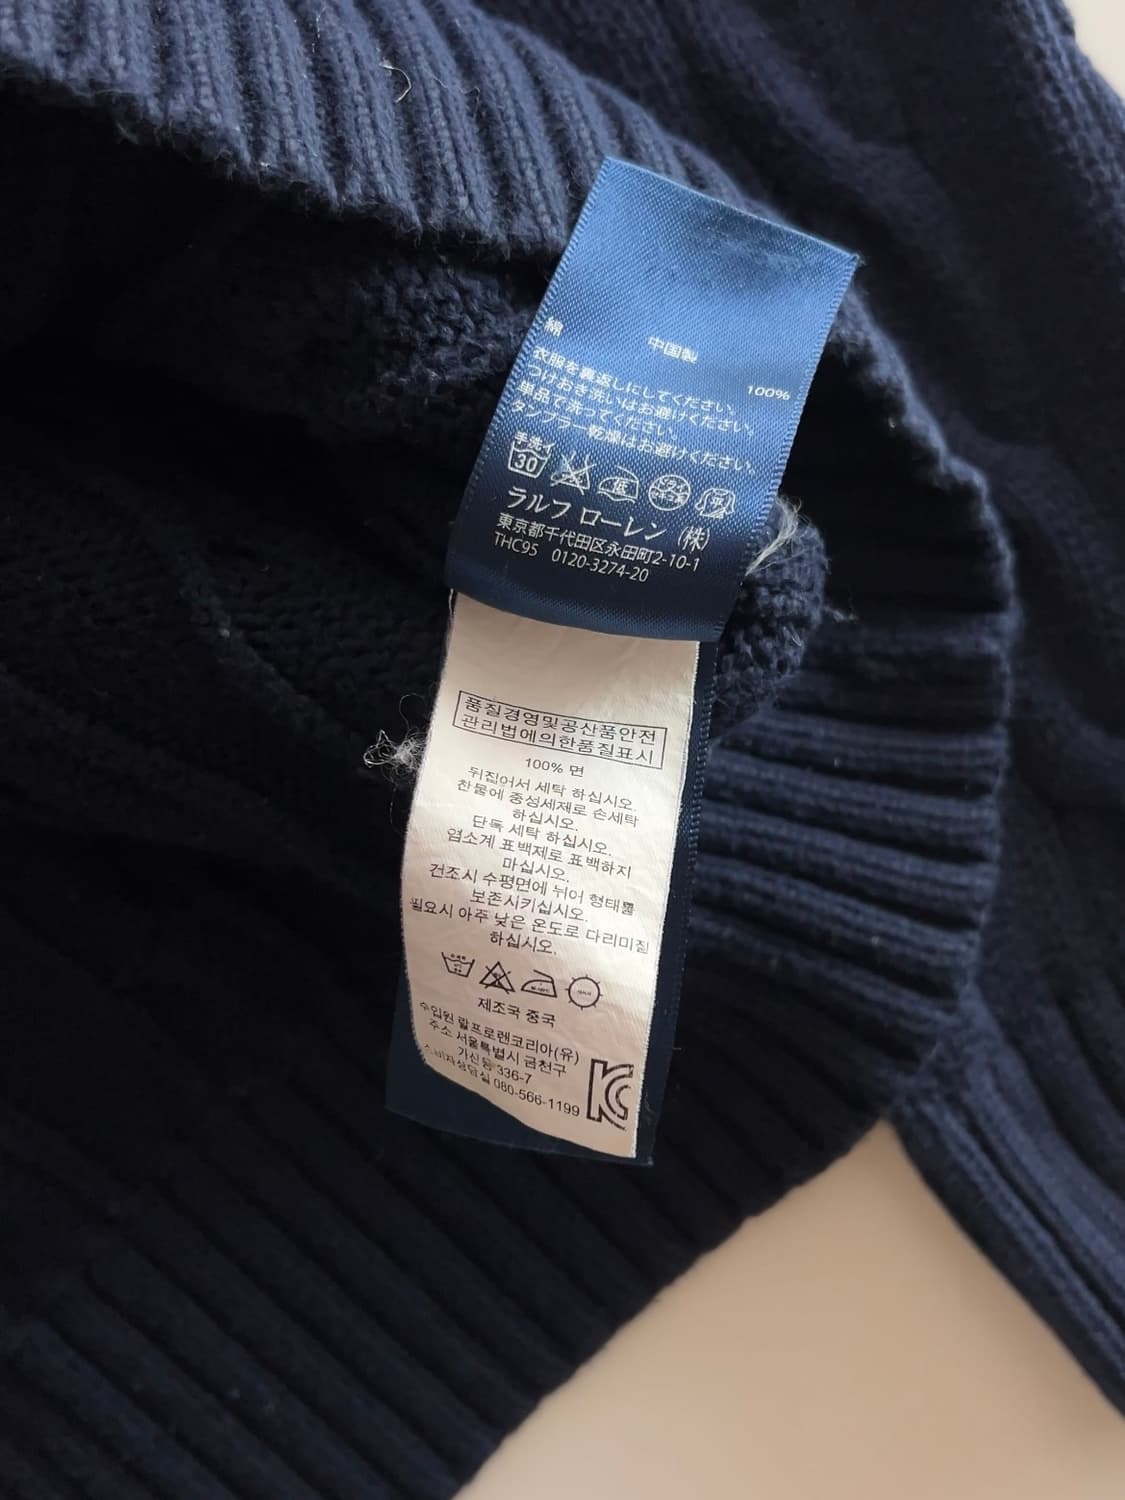 綿
中国製
100%
衣服を裏返しにしてください。
つけおき洗いはお避けください。
単品で洗ってください。
タンブラー乾燥はお避けください。
手洗イ
30
低
ラルフ ローレン (株)
東京都千代田区永田町2-10-1
THC95 0120-3274-20
품질경영및공산품안전
관리법에의한품질표시
100% 면
뒤집어서 세탁 하십시오.
찬물에 중성세제로 손세탁
하십시오.
단독 세탁 하십시오.
염소계 표백제로 표백하지
마십시오.
건조시 수평면에 뉘어 형태를
보존시키십시오.
필요시 아주 낮은 온도로 다리미질
하십시오.
제조국 중국
수입원 랄프로렌코리아(유)
주소 서울특별시 금천구
가산동 336-7
소비자상담실 080-566-1199